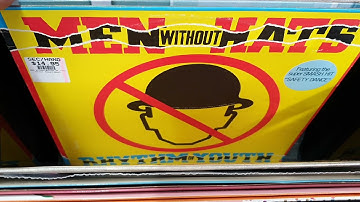 MEN WITHOUT HATS
SEC/HAND
$14.95
Featuring the
Super SMASH HIT
"SAFETY DANCE"
RHYTHM OF YOUTH